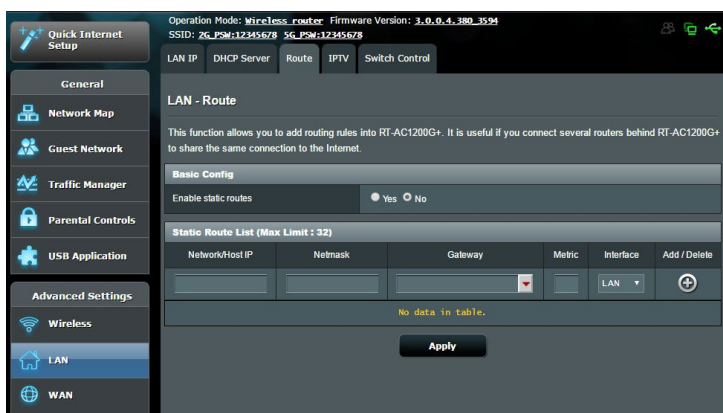 Quick Internet
Setup
General
Network Map
Guest Network
Traffic Manager
Parental Controls
USB Application
Advanced Settings
Wireless
LAN
WAN
Operation Mode: Wireless router Firmware Version: 3.0.0.4.380_3594
SSID: 2G_PSW:12345678 5G_PSW:12345678
LAN IP DHCP Server Route IPTV Switch Control
LAN - Route
This function allows you to add routing rules into RT-AC1200G+. It is useful if you connect several routers behind RT-AC1200G+
to share the same connection to the Internet.
Basic Config
Enable static routes Yes No
Static Route List (Max Limit : 32)
Network/Host IP Netmask Gateway Metric Interface Add / Delete
LAN
No data in table.
Apply